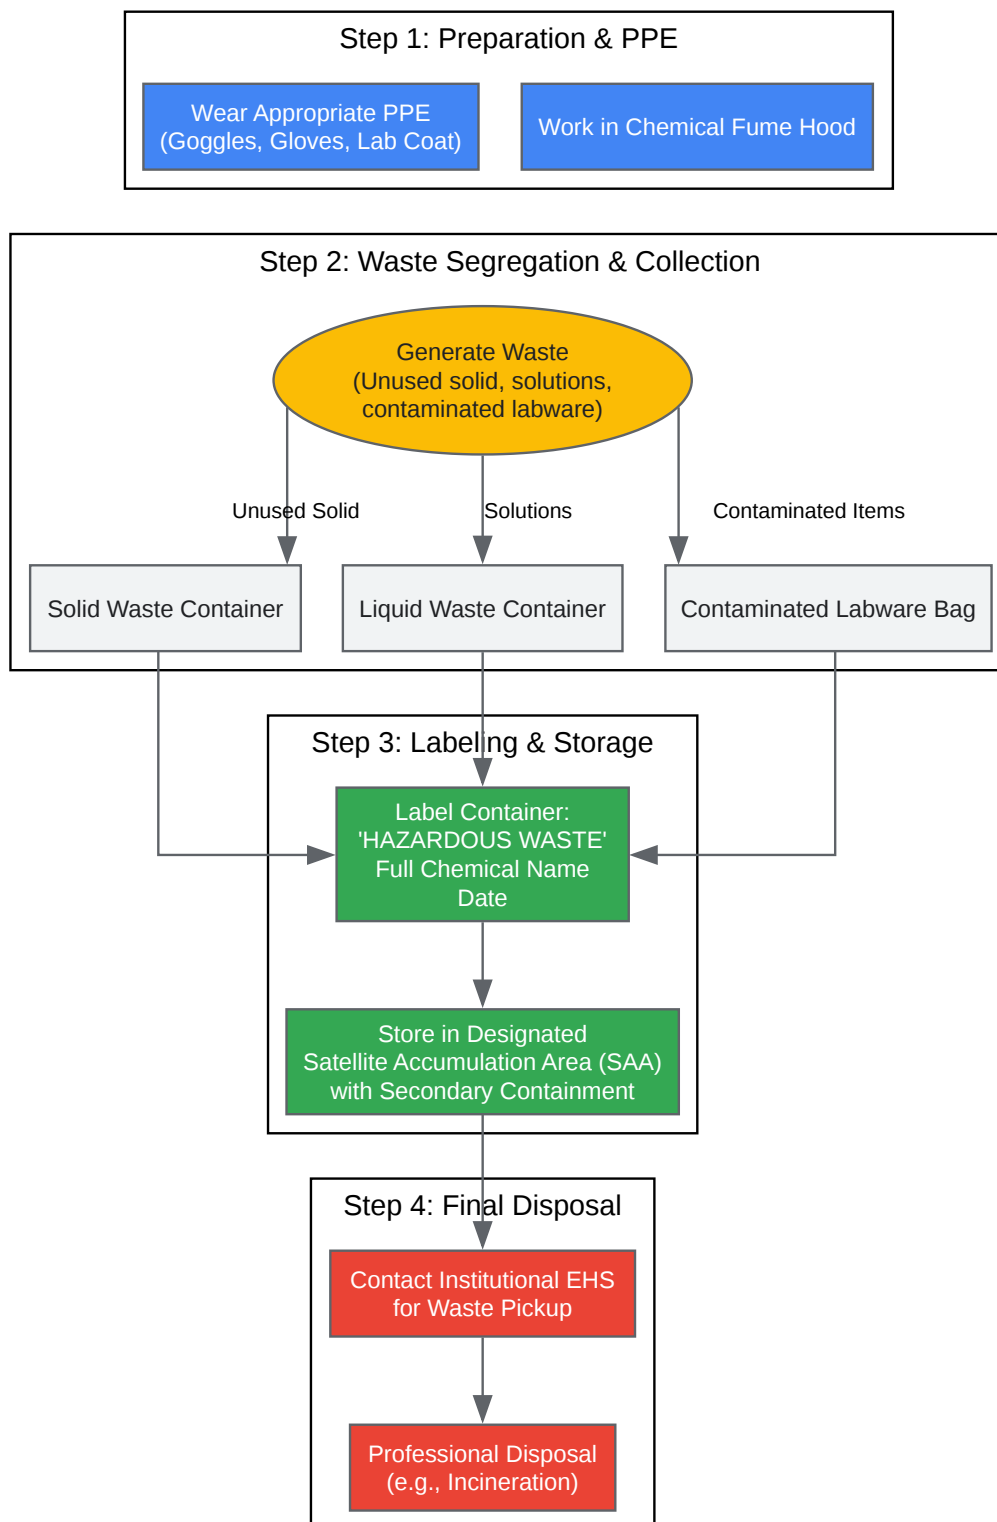 Step 1: Preparation & PPE
Wear Appropriate PPE
(Goggles, Gloves, Lab Coat)
Work in Chemical Fume Hood
Step 2: Waste Segregation & Collection
Generate Waste
(Unused solid, solutions,
contaminated labware)
Unused Solid
Solutions
Contaminated Items
Solid Waste Container
Liquid Waste Container
Contaminated Labware Bag
Step 3: Labeling & Storage
Label Container:
'HAZARDOUS WASTE'
Full Chemical Name
Date
Store in Designated
Satellite Accumulation Area (SAA)
with Secondary Containment
Step 4: Final Disposal
Contact Institutional EHS
for Waste Pickup
Professional Disposal
(e.g., Incineration)